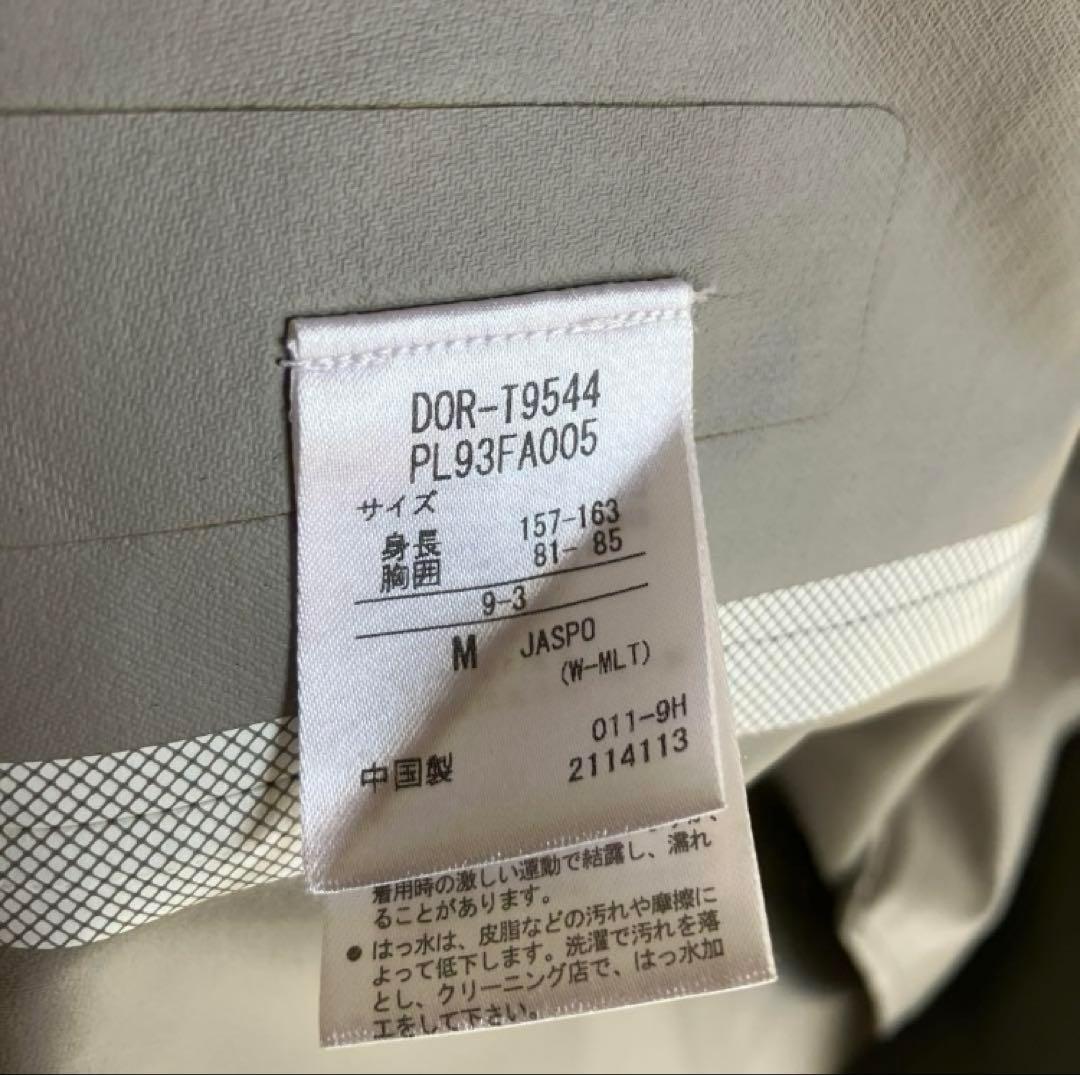 DOR-T9544
PL93FA005
サイズ
身長 157-163
胸囲 81- 85
9-3
M JASPO
(W-MLT)
011-9H
中国製 2114113
着用時の激しい運動で結露し、濡れ
ることがあります。
● はっ水は、皮脂などの汚れや摩擦に
よって低下します。洗濯で汚れを落
とし、クリーニング店で、はっ水加
工をして下さい。